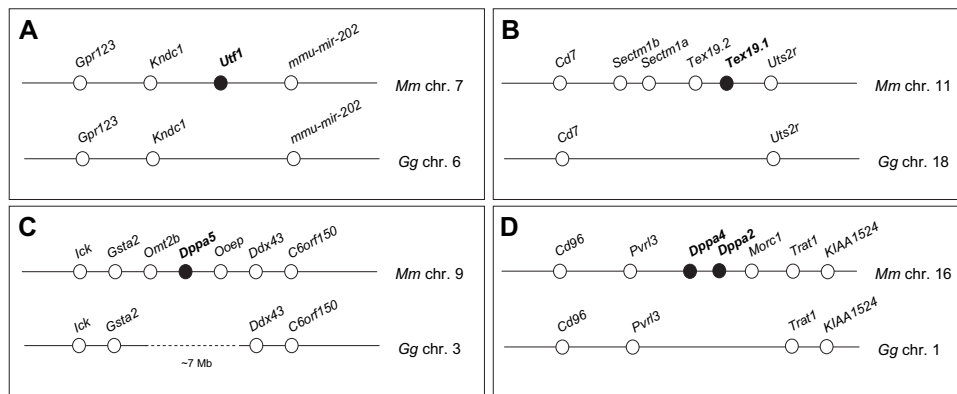 A
Gpr123 Kndc1 Utf1 mmu-mir-202
Mm chr. 7
Gpr123 Kndc1 mmu-mir-202
Gg chr. 6
B
Cd7 Sectm1b Sectm1a Tex19.2 Tex19.1 Uts2r
Mm chr. 11
Cd7 Uts2r
Gg chr. 18
C
Ick Gsta2 Omt2b Dppa5 Ooep Ddx43 C6orf150
Mm chr. 9
Ick Gsta2 Ddx43 C6orf150
Gg chr. 3
~7 Mb
D
Cd96 Pvrl3 Dppa4 Dppa2 Morc1 Trat1 KIAA1524
Mm chr. 16
Cd96 Pvrl3 Trat1 KIAA1524
Gg chr. 1